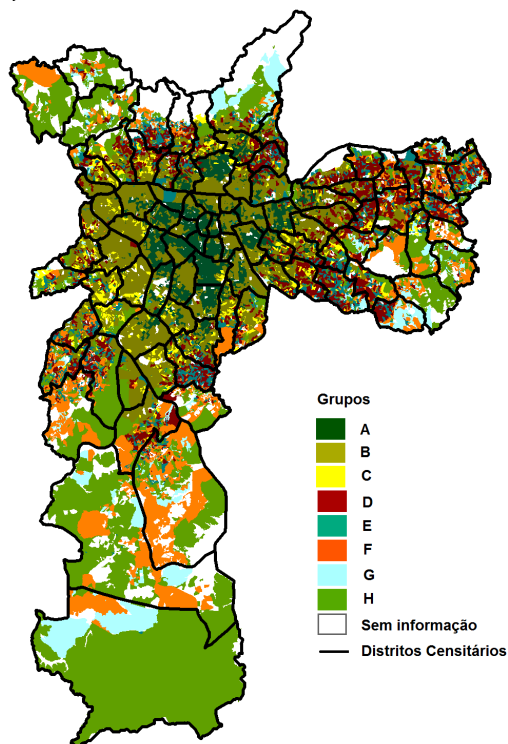 Grupos
A
B
C
D
E
F
G
H
Sem informação
Distritos Censitários